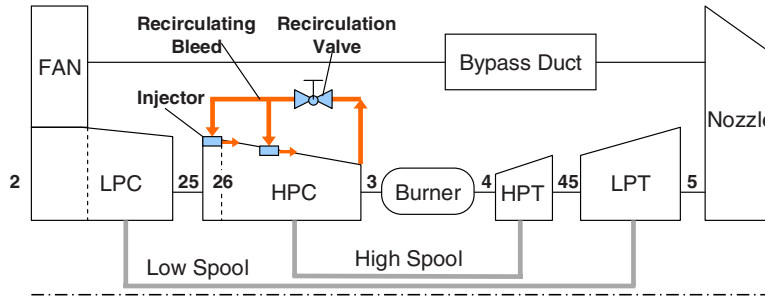 Recirculating Bleed
Recirculation Valve
FAN
Bypass Duct
Injector
Nozzle
2
LPC
25
26
HPC
3
Burner
4
HPT
45
LPT
5
Low Spool
High Spool